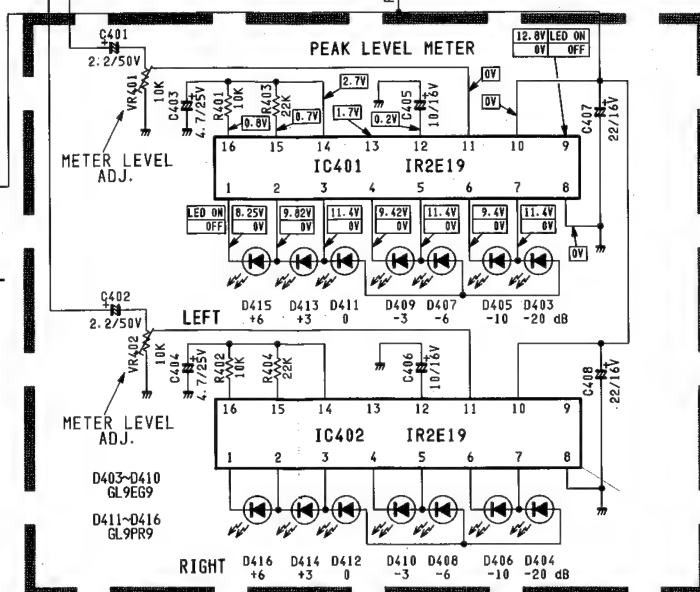 C401
2.2/50V
PEAK LEVEL METER
12.8V LED ON
0V OFF
VR401
10K
C403
4.7/25V
R401
10K
R403
22K
2.7V
C405
10/16V
0V
0V
C407
22/16V
0.8V
0.7V
1.7V
0.2V
METER LEVEL
ADJ.
16 15 14 13 12 11 10 9
IC401 IR2E19
1 2 3 4 5 6 7 8
LED ON 8.25V 9.82V 11.4V 9.42V 11.4V 9.4V 11.4V
OFF 0V 0V 0V 0V 0V 0V 0V
0V
C402
2.2/50V
LEFT
D415 D413 D411 D409 D407 D405 D403
+6 +3 0 -3 -6 -10 -20 dB
VR402
10K
C404
4.7/25V
R402
10K
R404
22K
C406
10/16V
C408
22/16V
METER LEVEL
ADJ.
16 15 14 13 12 11 10 9
IC402 IR2E19
1 2 3 4 5 6 7 8
D403~D410
GL9EG9
D411~D416
GL9PR9
RIGHT
D416 D414 D412 D410 D408 D406 D404
+6 +3 0 -3 -6 -10 -20 dB